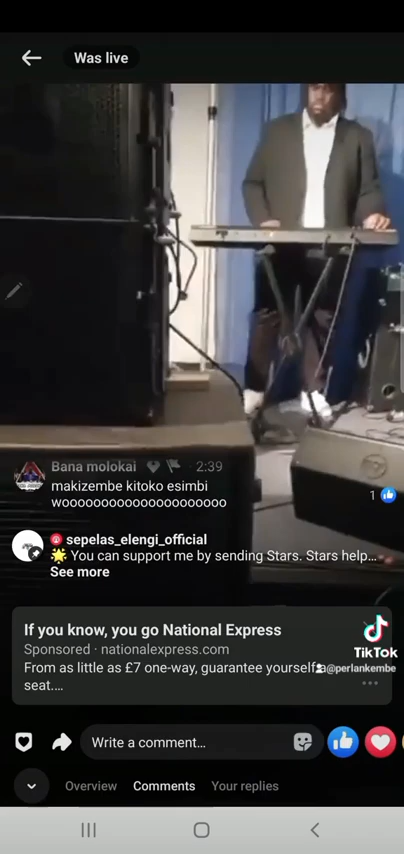 Was live
Bana molokai · 2:39
makizembe kitoko esimbi
woooooooooooooooooooo
1
sepelas_elengi_official
🌟 You can support me by sending Stars. Stars help...
See more
If you know, you go National Express
Sponsored · nationalexpress.com
From as little as £7 one-way, guarantee yourself a
seat....
TikTok
@perlankembe
Write a comment...
Overview Comments Your replies